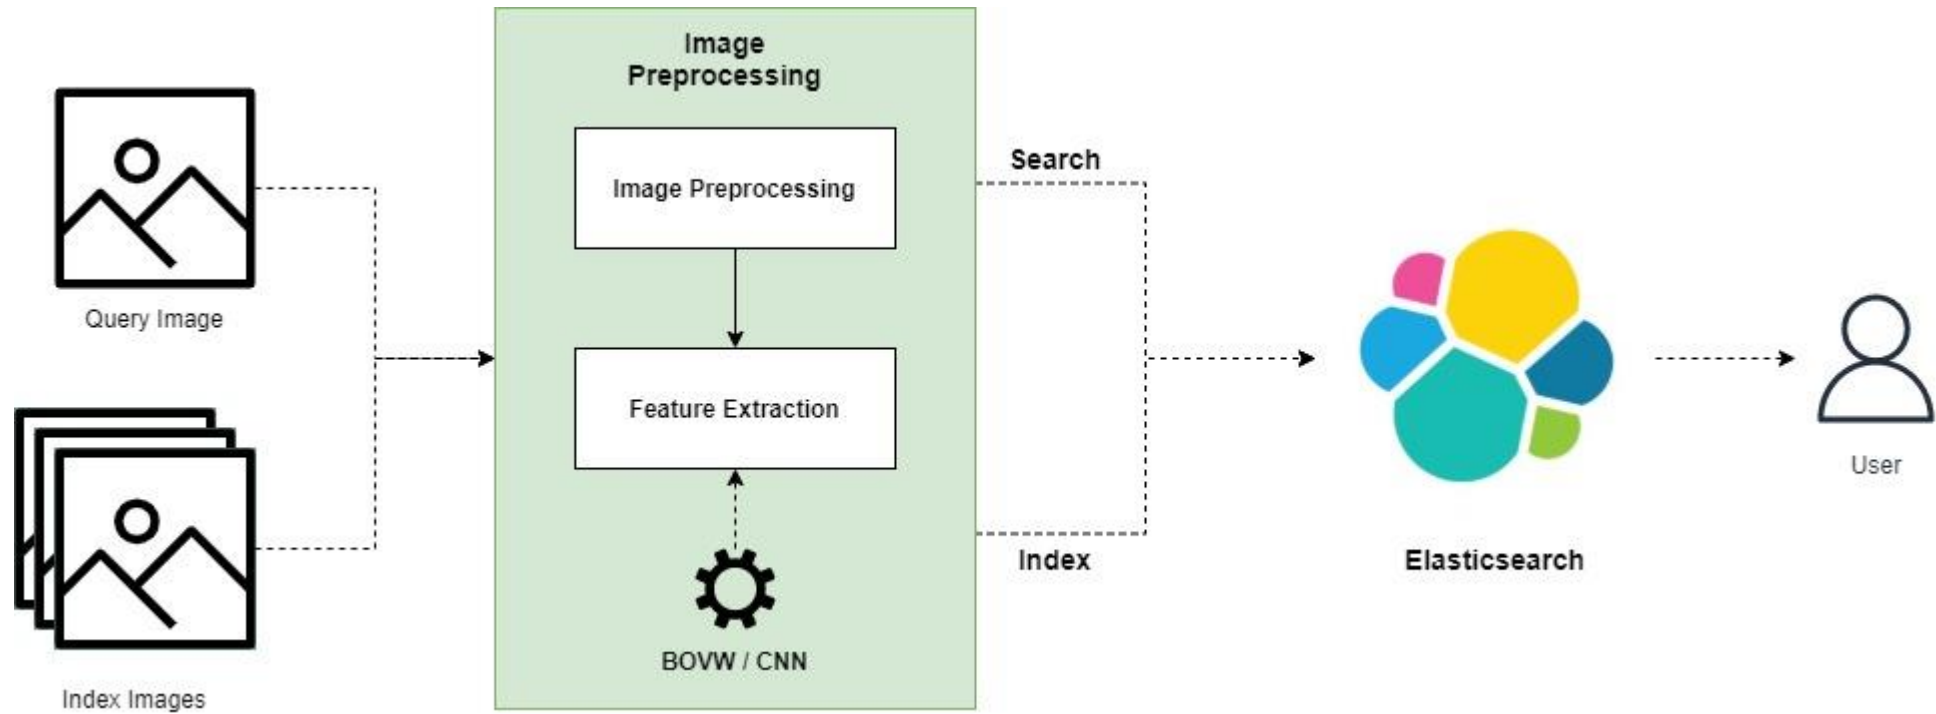 Image
Preprocessing
Image Preprocessing
Search
Query Image
Feature Extraction
User
Index
Elasticsearch
BOVW / CNN
Index Images